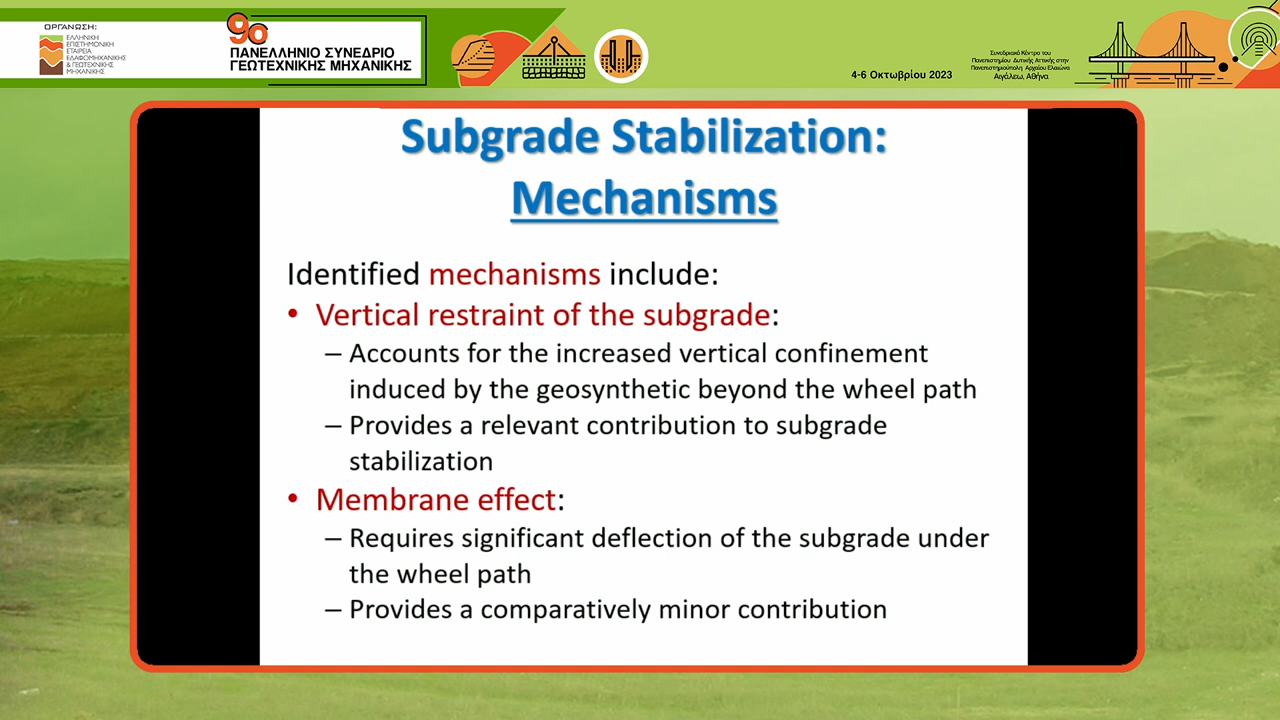 ΟΡΓΑΝΩΣΗ:
ΕΛΛΗΝΙΚΗ
ΕΠΙΣΤΗΜΟΝΙΚΗ
ΕΤΑΙΡΕΙΑ
ΕΔΑΦΟΜΗΧΑΝΙΚΗΣ
& ΓΕΩΤΕΧΝΙΚΗΣ
ΜΗΧΑΝΙΚΗΣ
9ο
ΠΑΝΕΛΛΗΝΙΟ ΣΥΝΕΔΡΙΟ
ΓΕΩΤΕΧΝΙΚΗΣ ΜΗΧΑΝΙΚΗΣ
4-6 Οκτωβρίου 2023
Συνεδριακό Κέντρο του
Πανεπιστημίου Δυτικής Αττικής στην
Πανεπιστημιούπολη Αρχαίου Ελαιώνα
Αιγάλεω, Αθήνα
Subgrade Stabilization:
Mechanisms
Identified mechanisms include:
• Vertical restraint of the subgrade:
– Accounts for the increased vertical confinement
induced by the geosynthetic beyond the wheel path
– Provides a relevant contribution to subgrade
stabilization
• Membrane effect:
– Requires significant deflection of the subgrade under
the wheel path
– Provides a comparatively minor contribution